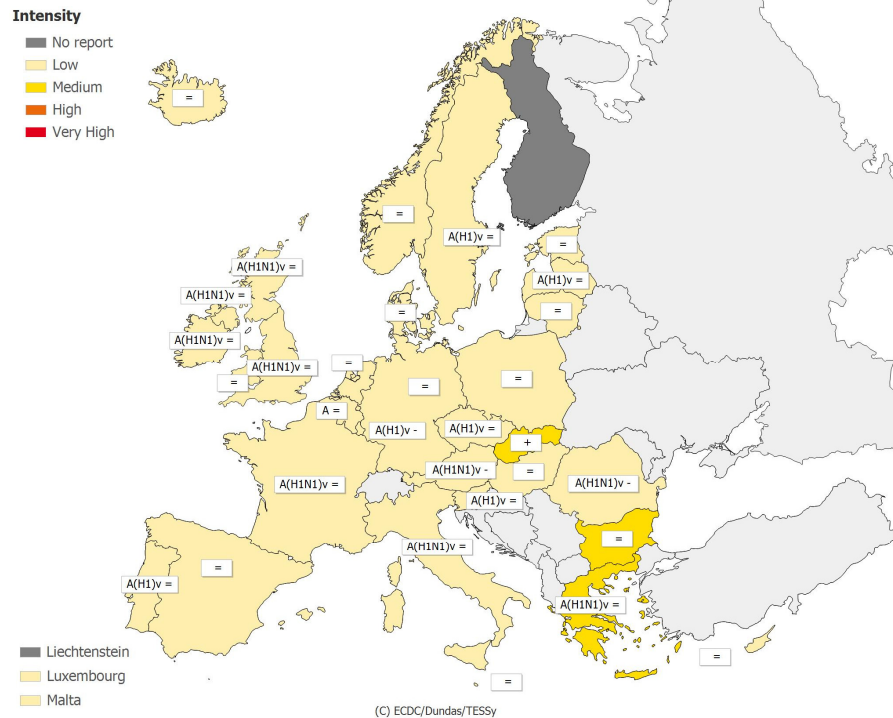 Intensity
No report
Low
Medium
High
Very High
=
=
A(H1)v =
=
A(H1N1)v =
A(H1)v =
A(H1N1)v =
=
=
A(H1N1)v =
=
A(H1N1)v =
=
=
=
A =
A(H1)v -
A(H1)v =
+
A(H1N1)v -
=
A(H1N1)v =
A(H1N1)v -
A(H1)v =
=
A(H1N1)v =
=
A(H1)v =
A(H1N1)v =
=
=
Liechtenstein
Luxembourg
Malta
(C) ECDC/Dundas/TESSy